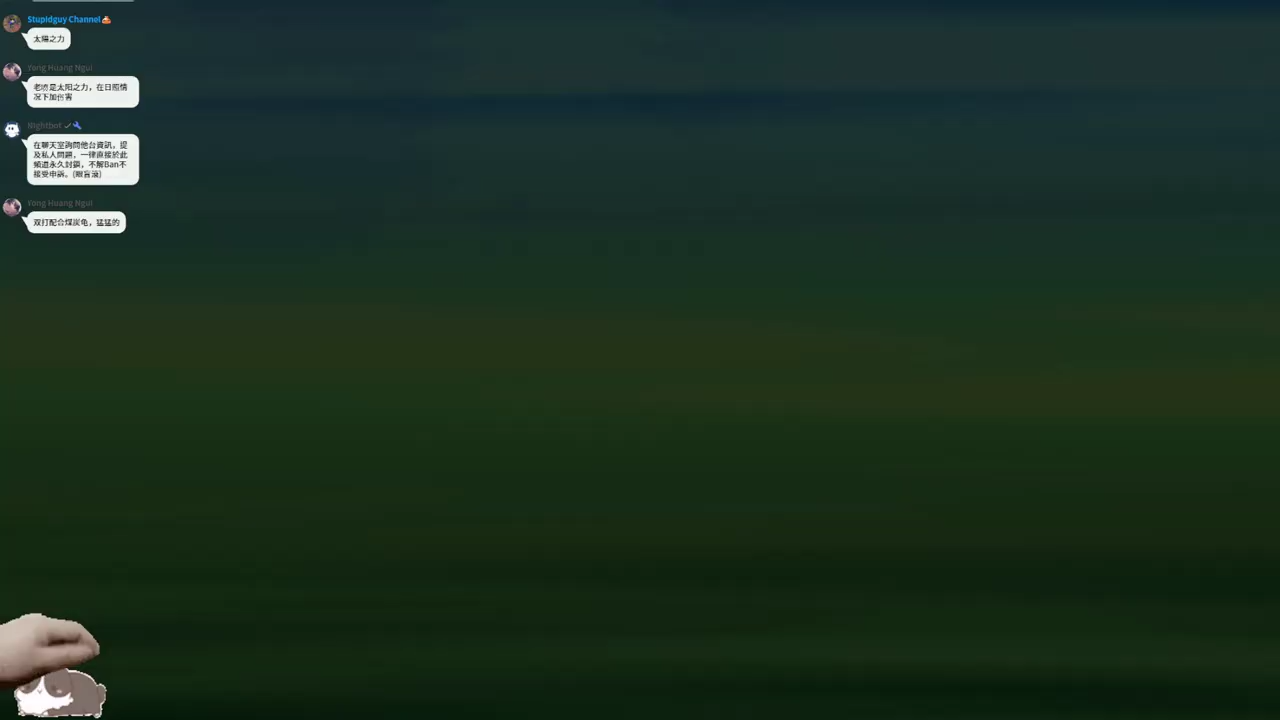 Stupidguy Channel
太陽之力
Yong Huang Ngui
老喷是太阳之力，在日照情
况下加伤害
Nightbot
在聊天室詢問他台資訊，提
及私人問題，一律直接於此
頻道永久封鎖，不解Ban不
接受申訴。(眼盲滾)
Yong Huang Ngui
双打配合煤炭龟，猛猛的